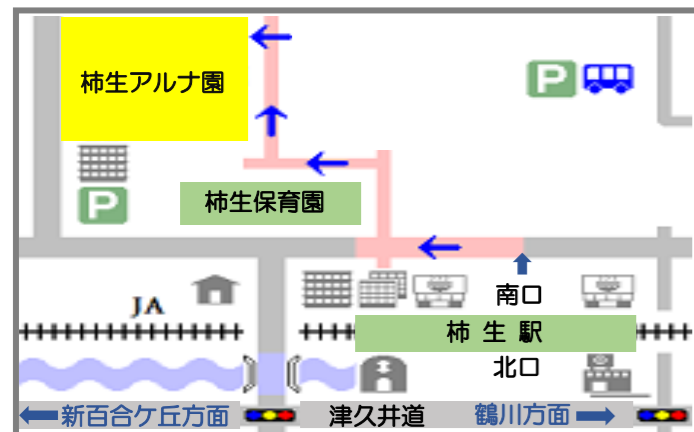 柿生アルナ園
P
P
柿生保育園
南口
JA
柿生駅
北口
新百合ケ丘方面
津久井道
鶴川方面